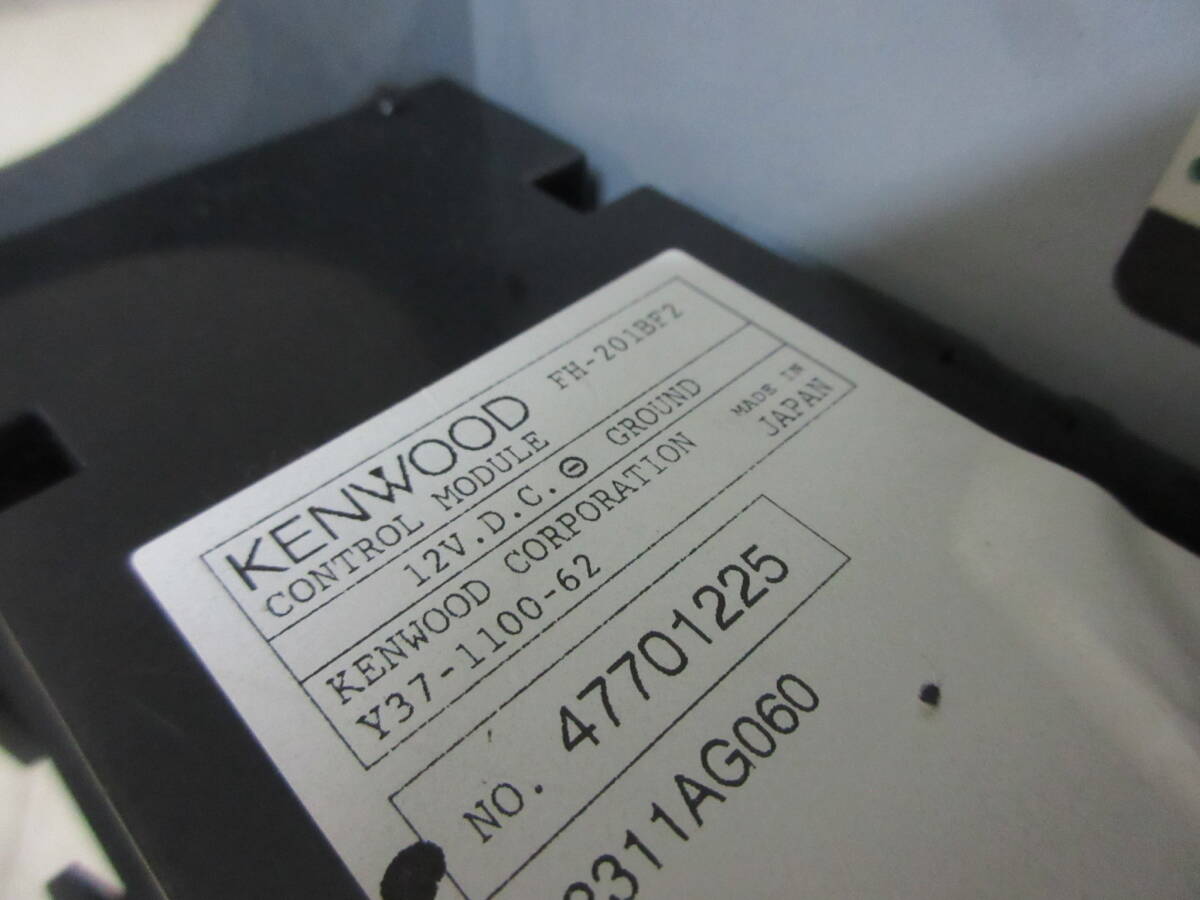 KENWOOD FH-201BF2
CONTROL MODULE
12V.D.C. ⊖ GROUND
KENWOOD CORPORATION MADE IN
Y37-1100-62 JAPAN
NO. 47701225
311AG060